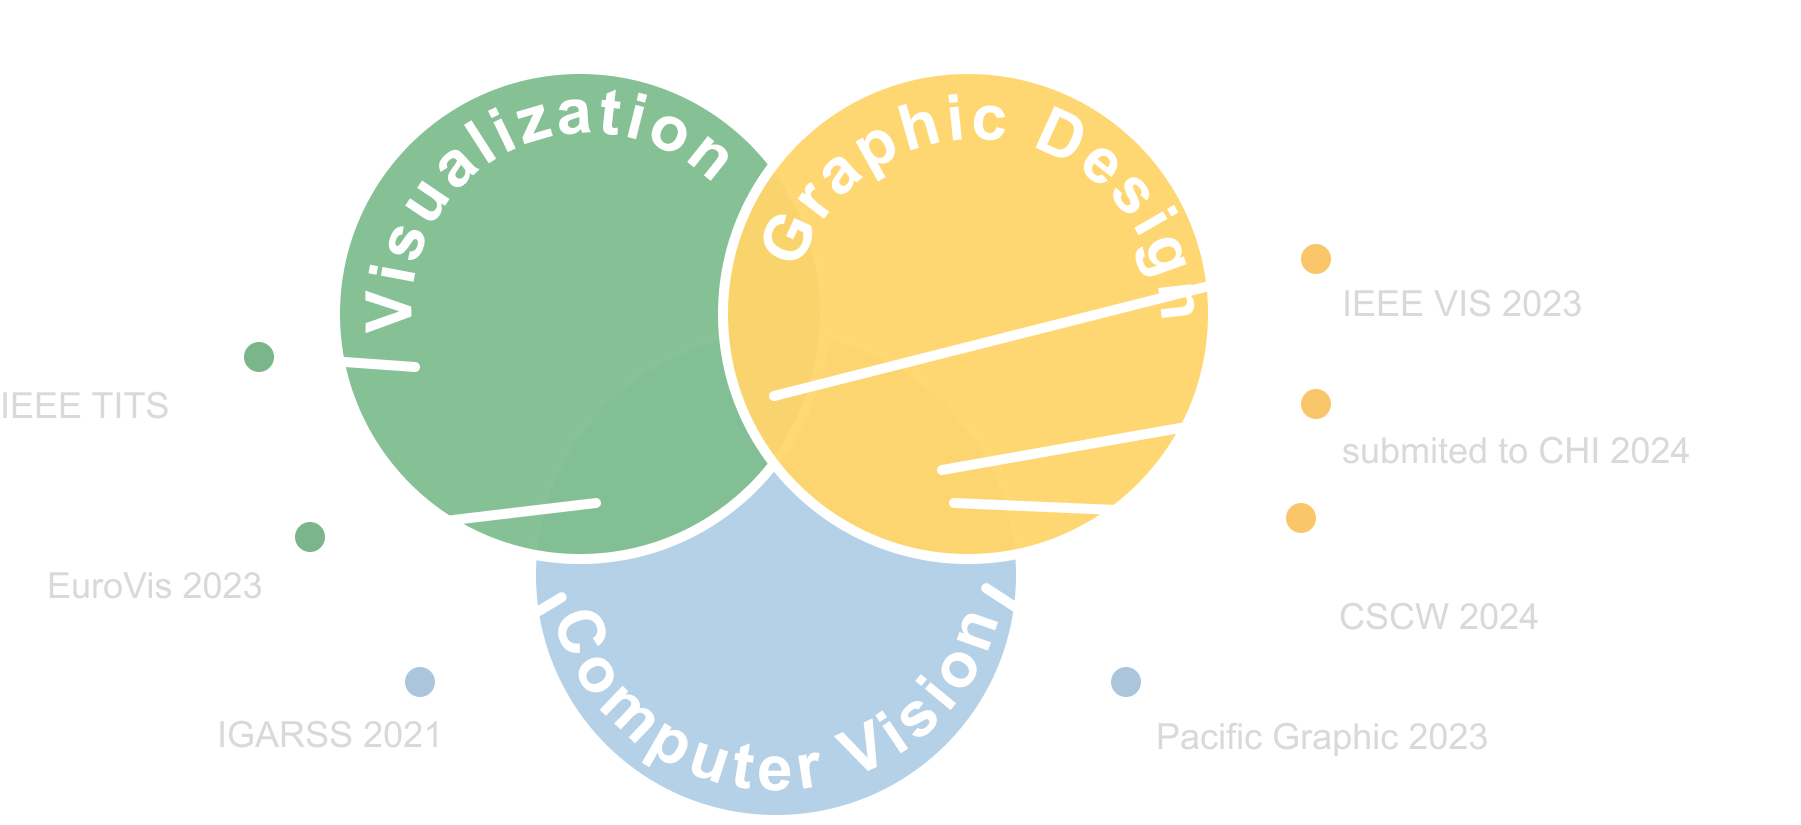 Visualization
Graphic Design
IEEE VIS 2023
IEEE TITS
submited to CHI 2024
EuroVis 2023
CSCW 2024
Computer Vision
IGARSS 2021
Pacific Graphic 2023